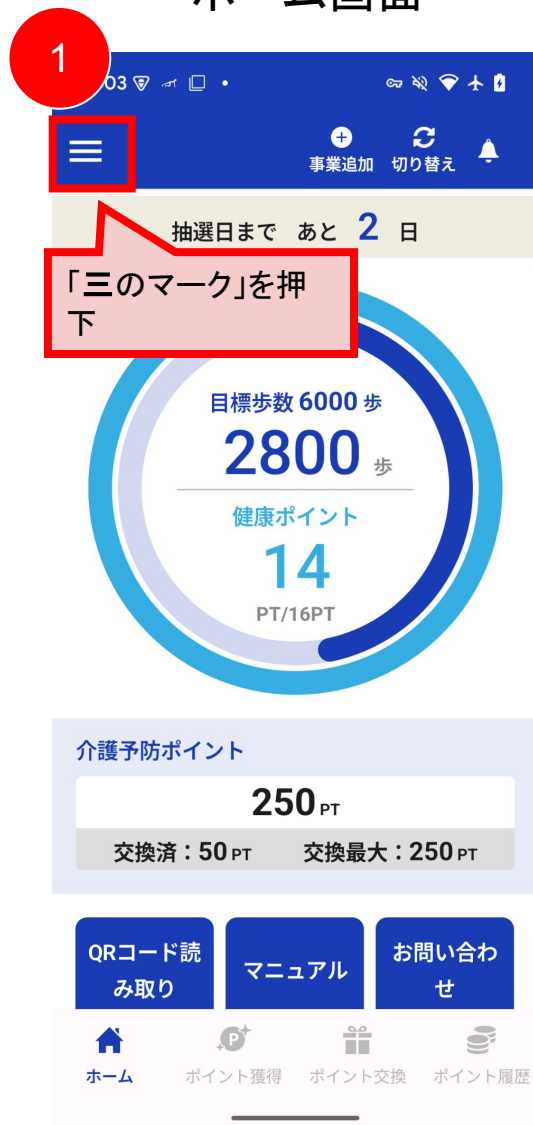 ホーム画面
1
03
事業追加 切り替え
抽選日まで あと 2 日
「三のマーク」を押
下
目標歩数 6000 歩
2800 歩
健康ポイント
14
PT/16PT
介護予防ポイント
250 PT
交換済：50 PT 交換最大：250 PT
QRコード読
み取り
マニュアル
お問い合わ
せ
ホーム ポイント獲得 ポイント交換 ポイント履歴